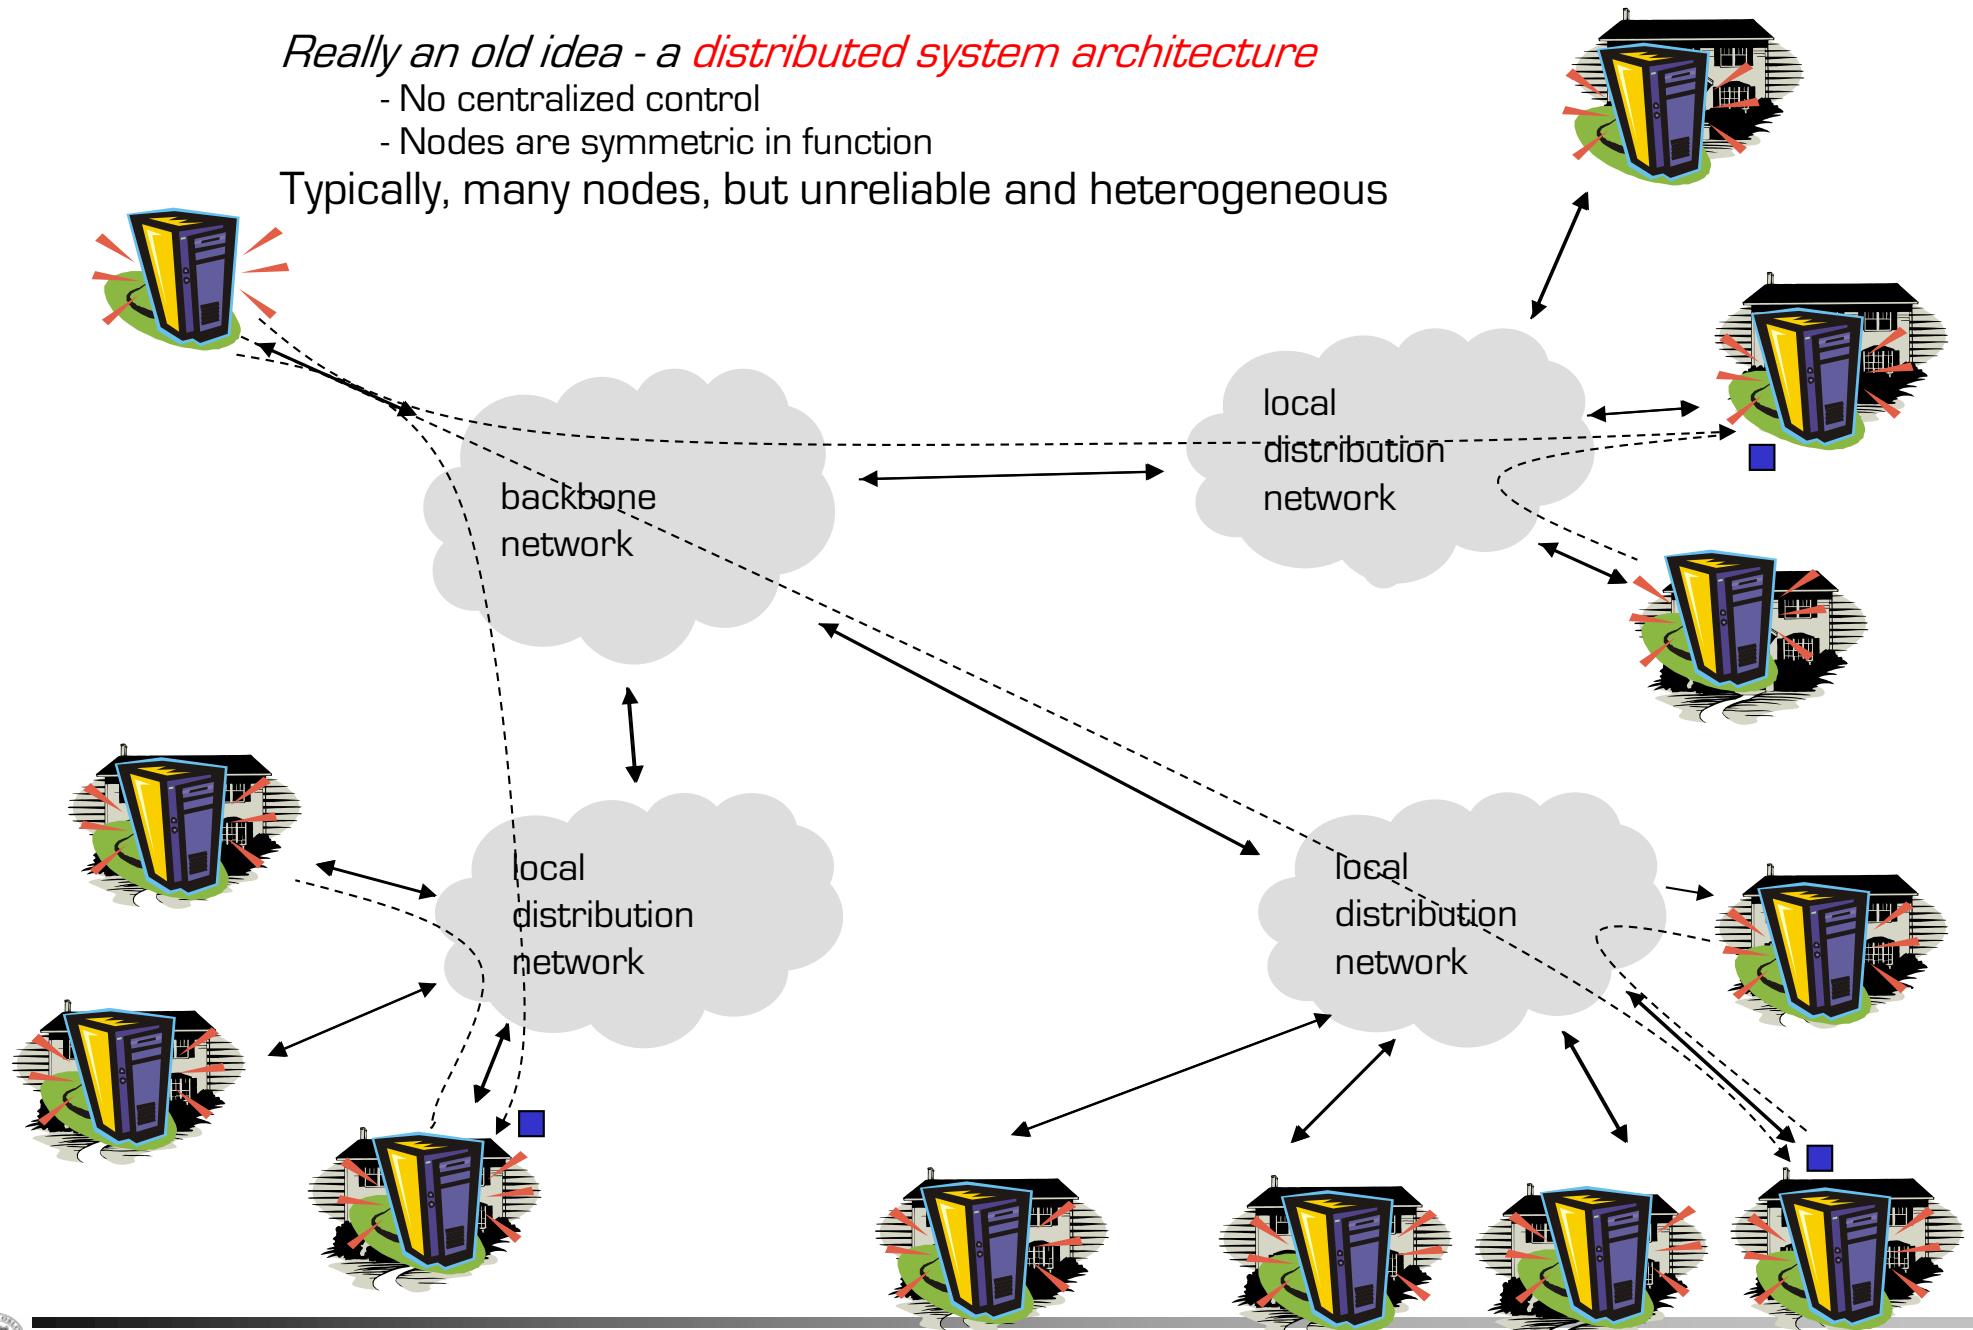 Really an old idea - a distributed system architecture
- No centralized control
- Nodes are symmetric in function
Typically, many nodes, but unreliable and heterogeneous
local
distribution
network
backbone
network
local
distribution
network
local
distribution
network